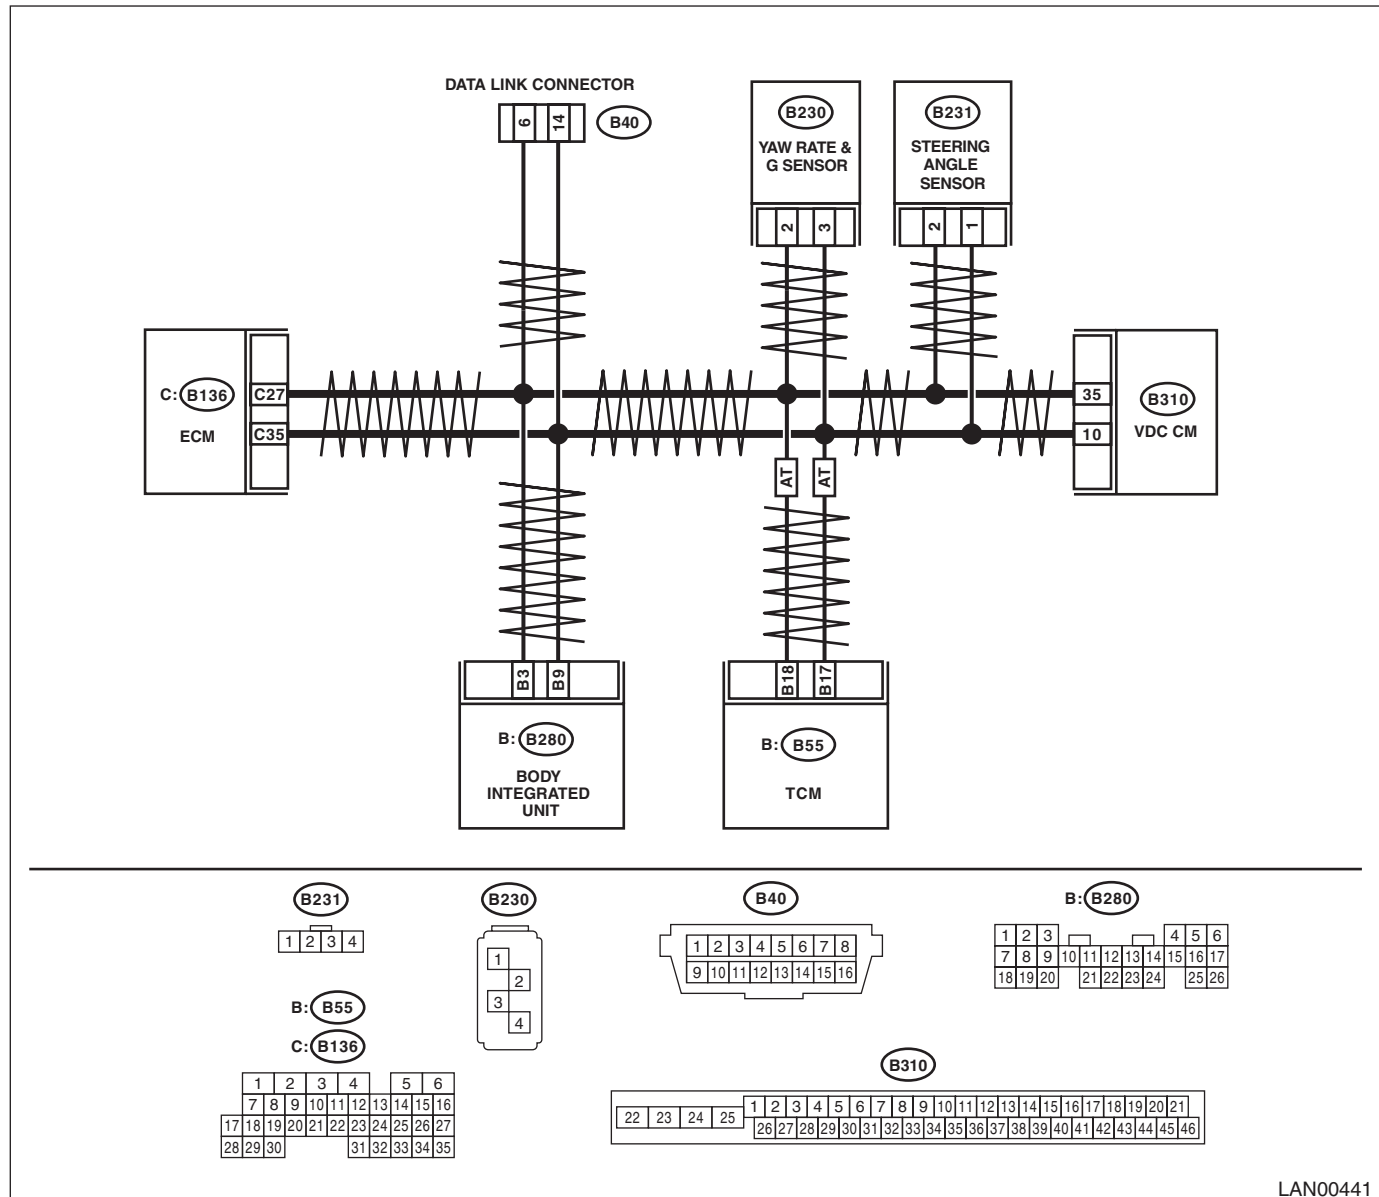 DATA LINK CONNECTOR
6 14 B40
B230
YAW RATE &
G SENSOR
2 3
B231
STEERING
ANGLE
SENSOR
2 1
C: B136
ECM
C27
C35
35
10
B310
VDC CM
AT AT
B3 B9
B: B280
BODY
INTEGRATED
UNIT
B18 B17
B: B55
TCM
B231
1 2 3 4
B230
1
2
3
4
B40
1 2 3 4 5 6 7 8
9 10 11 12 13 14 15 16
B: B280
1 2 3 4 5 6
7 8 9 10 11 12 13 14 15 16 17
18 19 20 21 22 23 24 25 26
B: B55
C: B136
1 2 3 4 5 6
7 8 9 10 11 12 13 14 15 16
17 18 19 20 21 22 23 24 25 26 27
28 29 30 31 32 33 34 35
B310
22 23 24 25 1 2 3 4 5 6 7 8 9 10 11 12 13 14 15 16 17 18 19 20 21
26 27 28 29 30 31 32 33 34 35 36 37 38 39 40 41 42 43 44 45 46
LAN00441